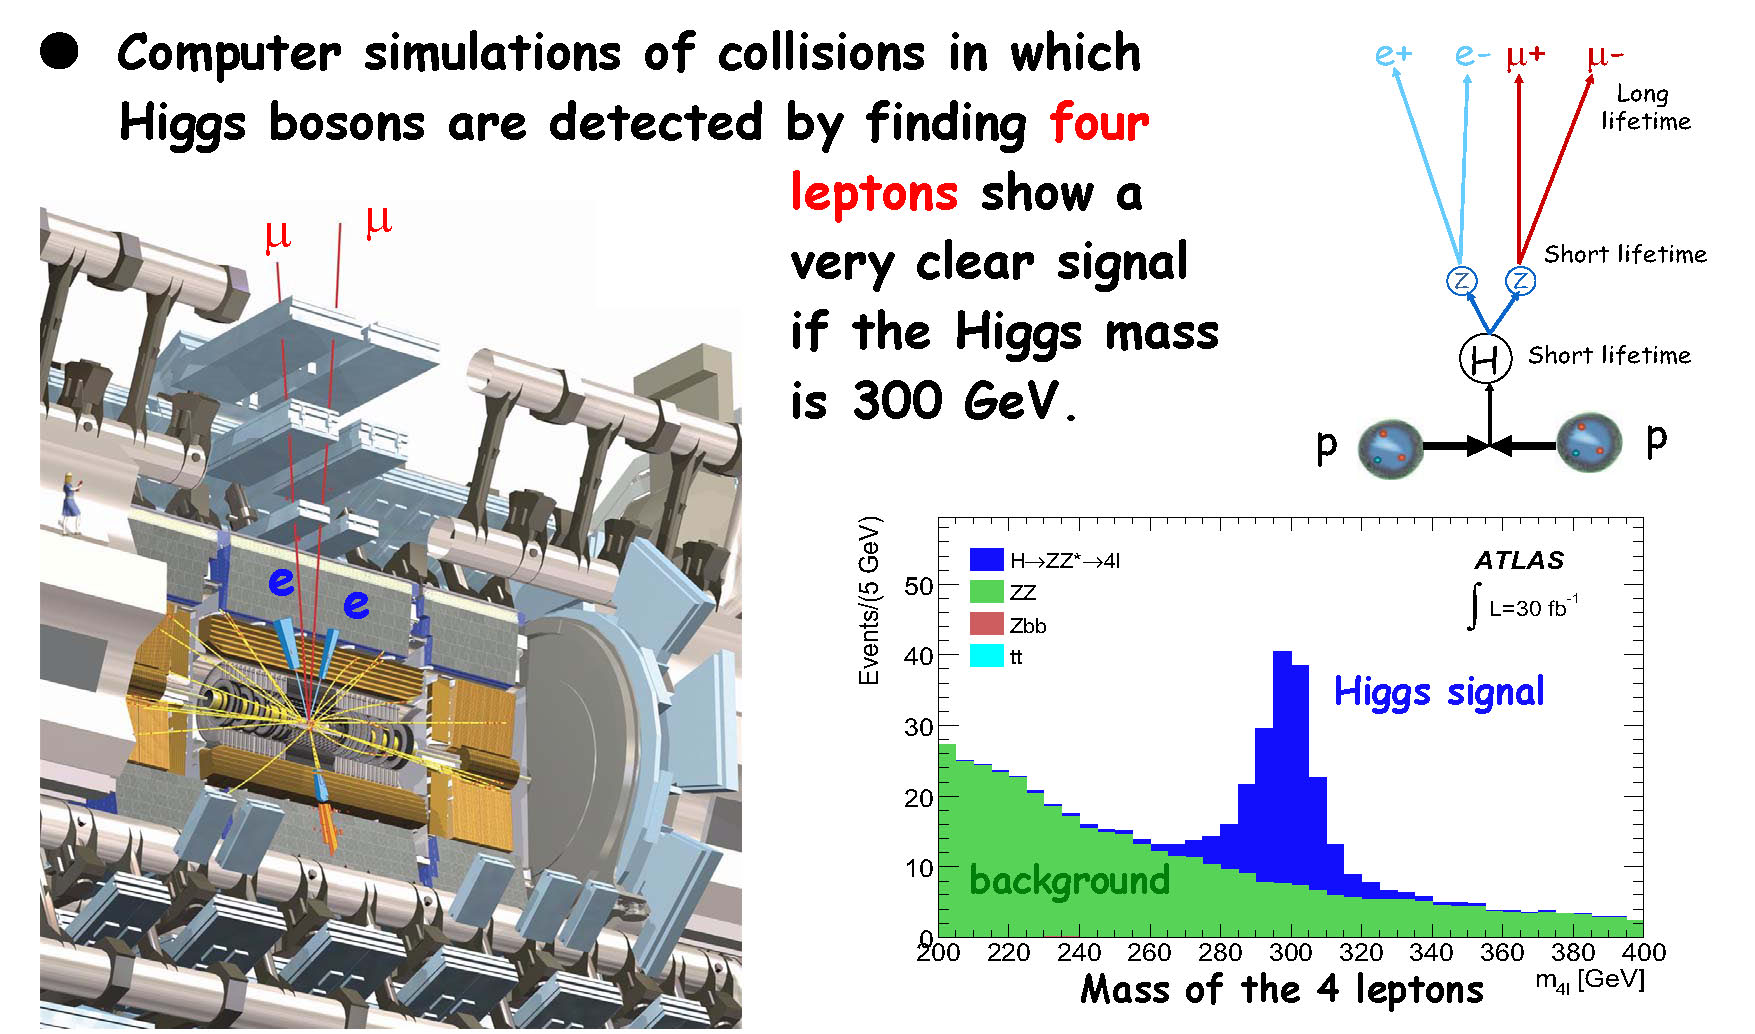 ● Computer simulations of collisions in which
Higgs bosons are detected by finding four
leptons show a
very clear signal
if the Higgs mass
is 300 GeV.
μ
μ
e
e
e+ e- μ+ μ-
Long
lifetime
Short lifetime
Z Z
H Short lifetime
p p
Events/(5 GeV)
50
40
30
20
10
0
H→ZZ*→4l
ZZ
Zbb
tt
ATLAS
∫ L=30 fb⁻¹
Higgs signal
background
200 220 240 260 280 300 320 340 360 380 400
m4l [GeV]
Mass of the 4 leptons